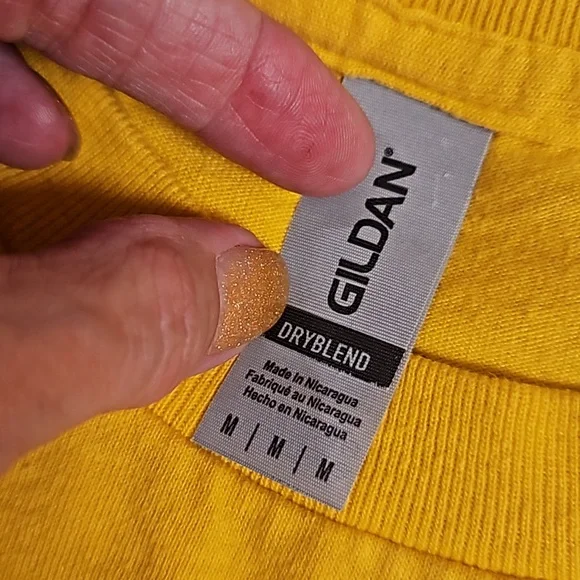 GILDAN®
DRYBLEND
Made in Nicaragua
Fabriqué au Nicaragua
Hecho en Nicaragua
M | M | M